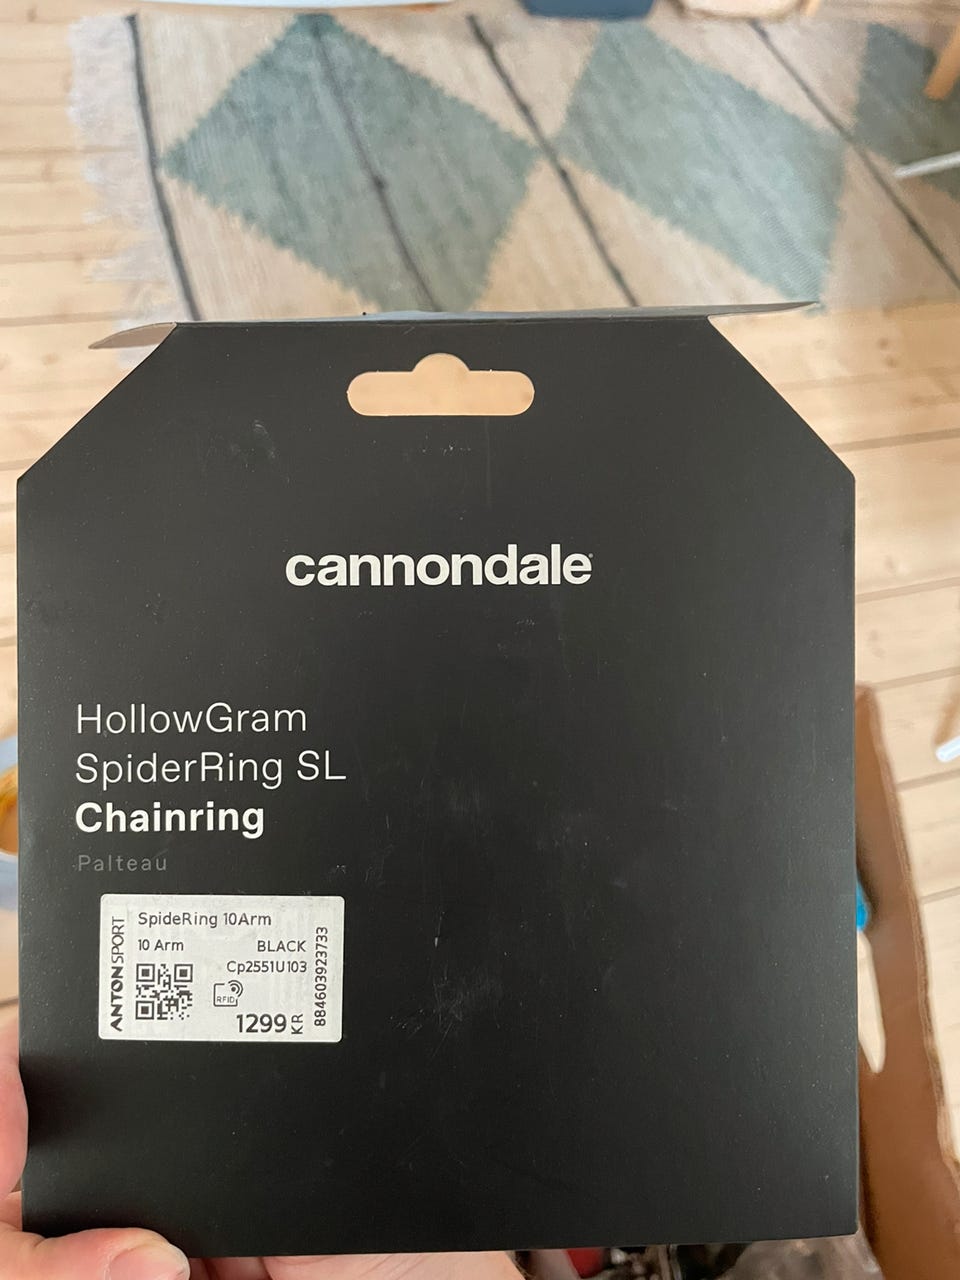 cannondale
HollowGram
SpiderRing SL
Chainring
Palteau
ANTON SPORT
SpideRing 10Arm
10 Arm BLACK
Cp2551U103
RFID
1299 KR
884603923733